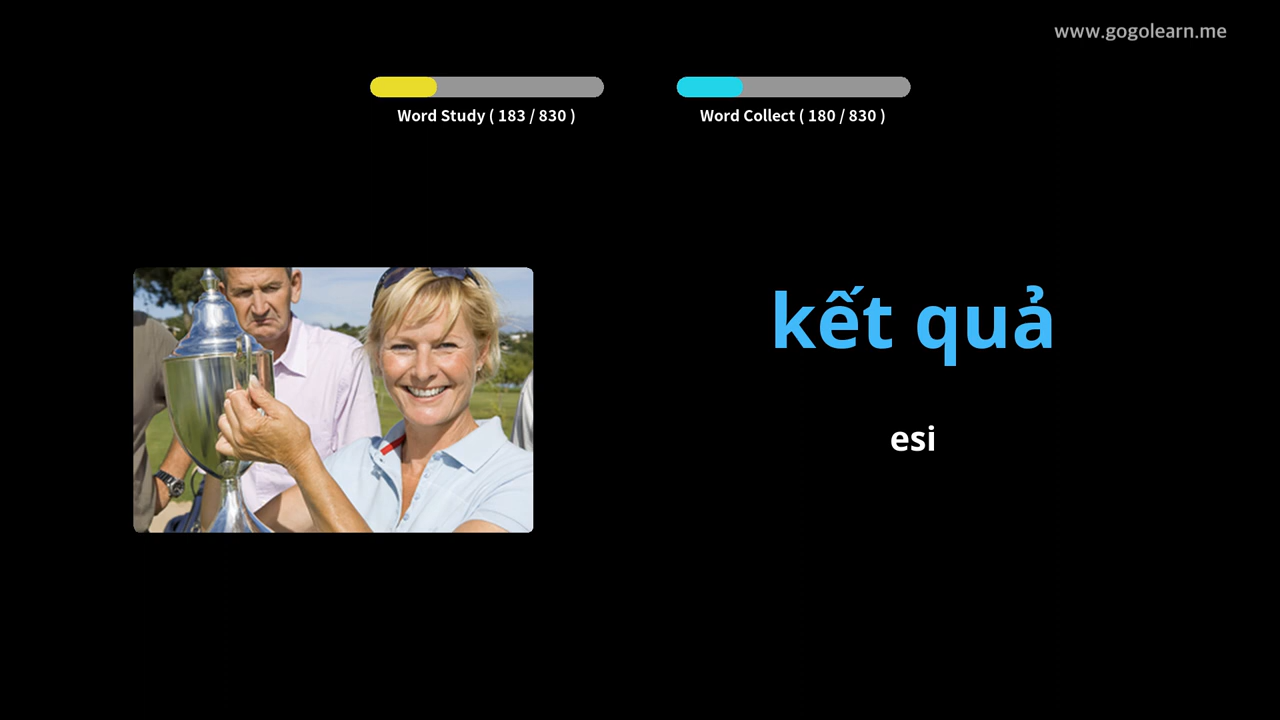 www.gogolearn.me
Word Study ( 183 / 830 )
Word Collect ( 180 / 830 )
kết quả
esi